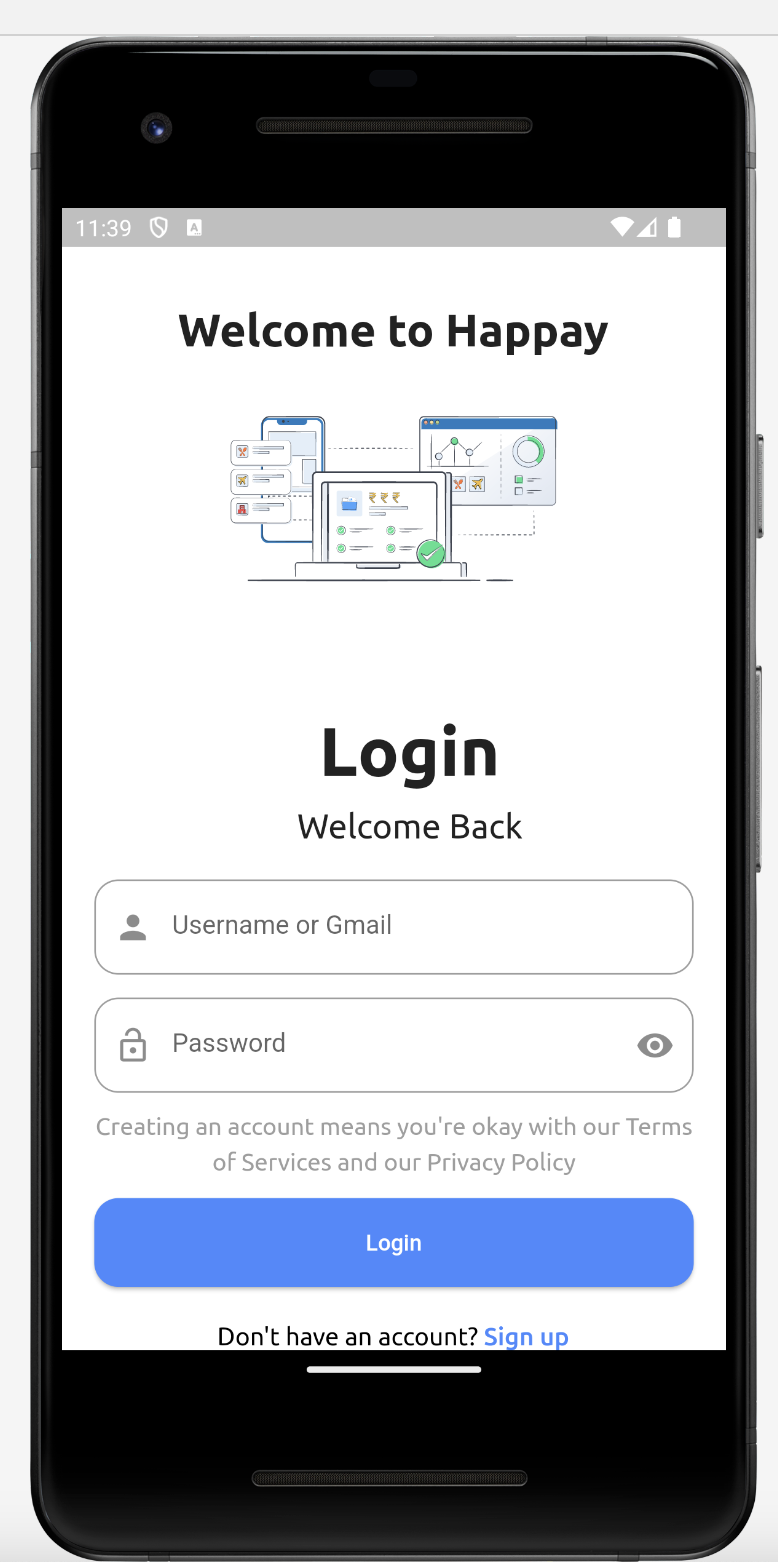 11:39 A
Welcome to Happay
₹ ₹ ₹
Login
Welcome Back
Username or Gmail
Password
Creating an account means you're okay with our Terms
of Services and our Privacy Policy
Login
Don't have an account? Sign up